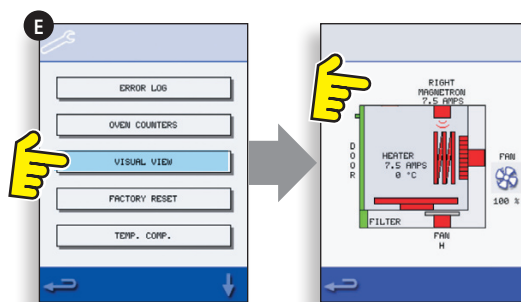 E
ERROR LOG
OVEN COUNTERS
VISUAL VIEW
FACTORY RESET
TEMP. COMP.
RIGHT
MAGNETRON
7.5 AMPS
DOOR
HEATER
7.5 AMPS
0 °C
FAN
100 %
FILTER
FAN
H